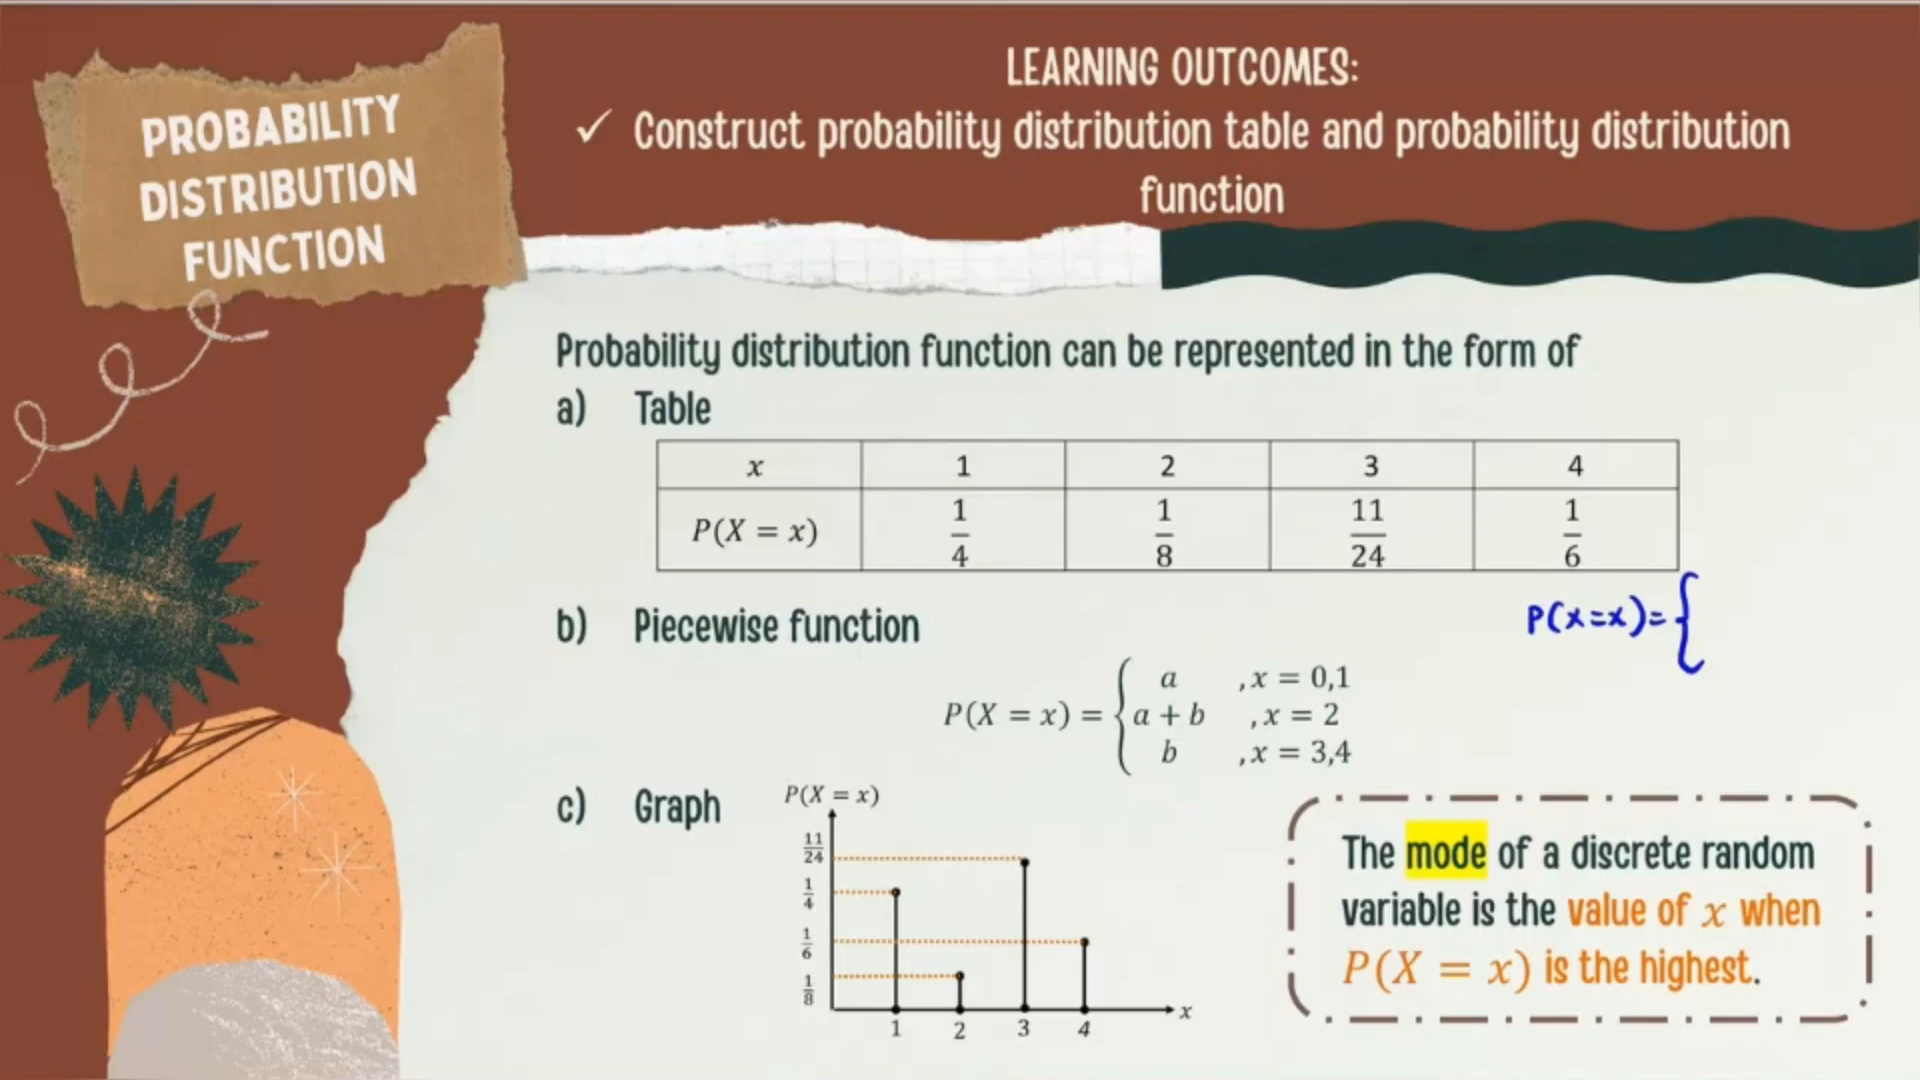 PROBABILITY
DISTRIBUTION
FUNCTION
LEARNING OUTCOMES:
✓ Construct probability distribution table and probability distribution
function
Probability distribution function can be represented in the form of
a) Table
x 1 2 3 4
P(X = x) 1/4 1/8 11/24 1/6
P(x=x)= {
b) Piecewise function
P(X = x) = { a , x = 0,1
a + b , x = 2
b , x = 3,4
c) Graph
P(X = x)
11/24
1/4
1/6
1/8
x
1 2 3 4
The mode of a discrete random
variable is the value of x when
P(X = x) is the highest.